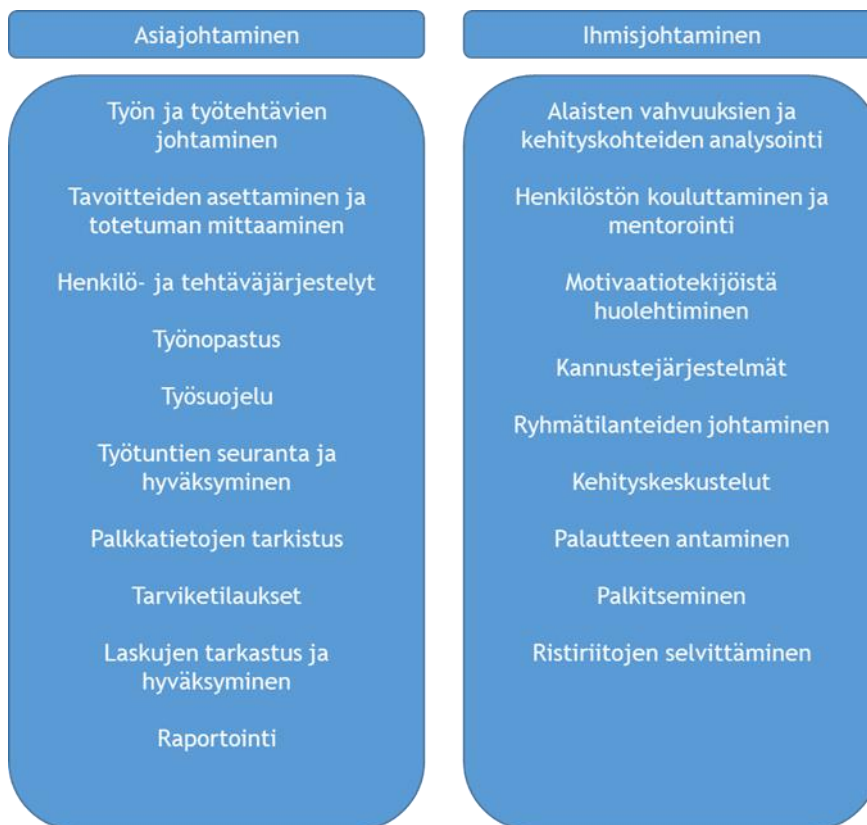 Asiajohtaminen
Työn ja työtehtävien
johtaminen
Tavoitteiden asettaminen ja
totetuman mittaaminen
Henkilö- ja tehtäväjärjestelyt
Työnopastus
Työsuojelu
Työtuntien seuranta ja
hyväksyminen
Palkkatietojen tarkistus
Tarviketilaukset
Laskujen tarkastus ja
hyväksyminen
Raportointi
Ihmisjohtaminen
Alaisten vahvuuksien ja
kehityskohteiden analysointi
Henkilöstön kouluttaminen ja
mentorointi
Motivaatiotekijöistä
huolehtiminen
Kannustejärjestelmät
Ryhmätilanteiden johtaminen
Kehityskeskustelut
Palautteen antaminen
Palkitseminen
Ristiriitojen selvittäminen